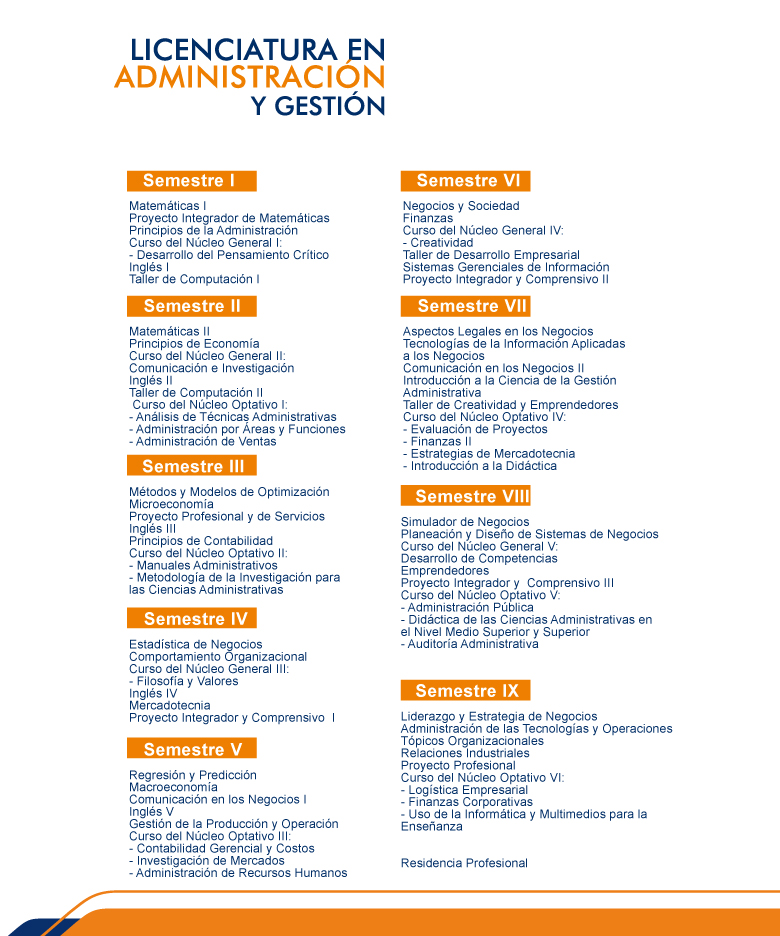 LICENCIATURA EN
ADMINISTRACIÓN
Y GESTIÓN
Semestre I
Matemáticas I
Proyecto Integrador de Matemáticas
Principios de la Administración
Curso del Núcleo General I:
- Desarrollo del Pensamiento Crítico
Inglés I
Taller de Computación I
Semestre II
Matemáticas II
Principios de Economía
Curso del Núcleo General II:
Comunicación e Investigación
Inglés II
Taller de Computación II
Curso del Núcleo Optativo I:
- Análisis de Técnicas Administrativas
- Administración por Áreas y Funciones
- Administración de Ventas
Semestre III
Métodos y Modelos de Optimización
Microeconomía
Proyecto Profesional y de Servicios
Inglés III
Principios de Contabilidad
Curso del Núcleo Optativo II:
- Manuales Administrativos
- Metodología de la Investigación para
las Ciencias Administrativas
Semestre IV
Estadística de Negocios
Comportamiento Organizacional
Curso del Núcleo General III:
- Filosofía y Valores
Inglés IV
Mercadotecnia
Proyecto Integrador y Comprensivo I
Semestre V
Regresión y Predicción
Macroeconomía
Comunicación en los Negocios I
Inglés V
Gestión de la Producción y Operación
Curso del Núcleo Optativo III:
- Contabilidad Gerencial y Costos
- Investigación de Mercados
- Administración de Recursos Humanos
Semestre VI
Negocios y Sociedad
Finanzas
Curso del Núcleo General IV:
- Creatividad
Taller de Desarrollo Empresarial
Sistemas Gerenciales de Información
Proyecto Integrador y Comprensivo II
Semestre VII
Aspectos Legales en los Negocios
Tecnologías de la Información Aplicadas
a los Negocios
Comunicación en los Negocios II
Introducción a la Ciencia de la Gestión
Administrativa
Taller de Creatividad y Emprendedores
Curso del Núcleo Optativo IV:
- Evaluación de Proyectos
- Finanzas II
- Estrategias de Mercadotecnia
- Introducción a la Didáctica
Semestre VIII
Simulador de Negocios
Planeación y Diseño de Sistemas de Negocios
Curso del Núcleo General V:
Desarrollo de Competencias
Emprendedores
Proyecto Integrador y Comprensivo III
Curso del Núcleo Optativo V:
- Administración Pública
- Didáctica de las Ciencias Administrativas en
el Nivel Medio Superior y Superior
- Auditoría Administrativa
Semestre IX
Liderazgo y Estrategia de Negocios
Administración de las Tecnologías y Operaciones
Tópicos Organizacionales
Relaciones Industriales
Proyecto Profesional
Curso del Núcleo Optativo VI:
- Logística Empresarial
- Finanzas Corporativas
- Uso de la Informática y Multimedios para la
Enseñanza
Residencia Profesional